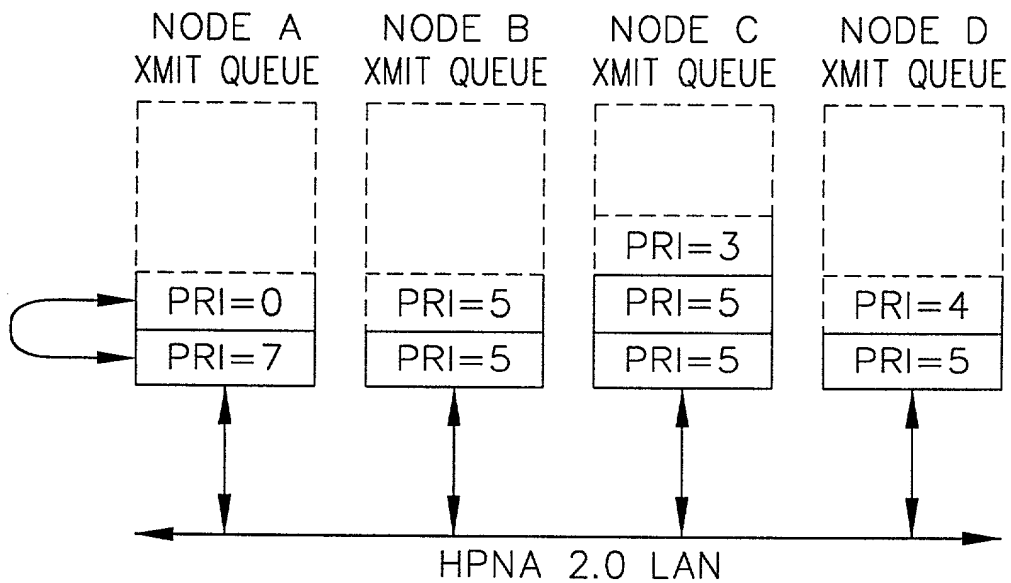 NODE A
XMIT QUEUE
NODE B
XMIT QUEUE
NODE C
XMIT QUEUE
NODE D
XMIT QUEUE
PRI=0
PRI=7
PRI=5
PRI=5
PRI=3
PRI=5
PRI=5
PRI=4
PRI=5
HPNA 2.0 LAN